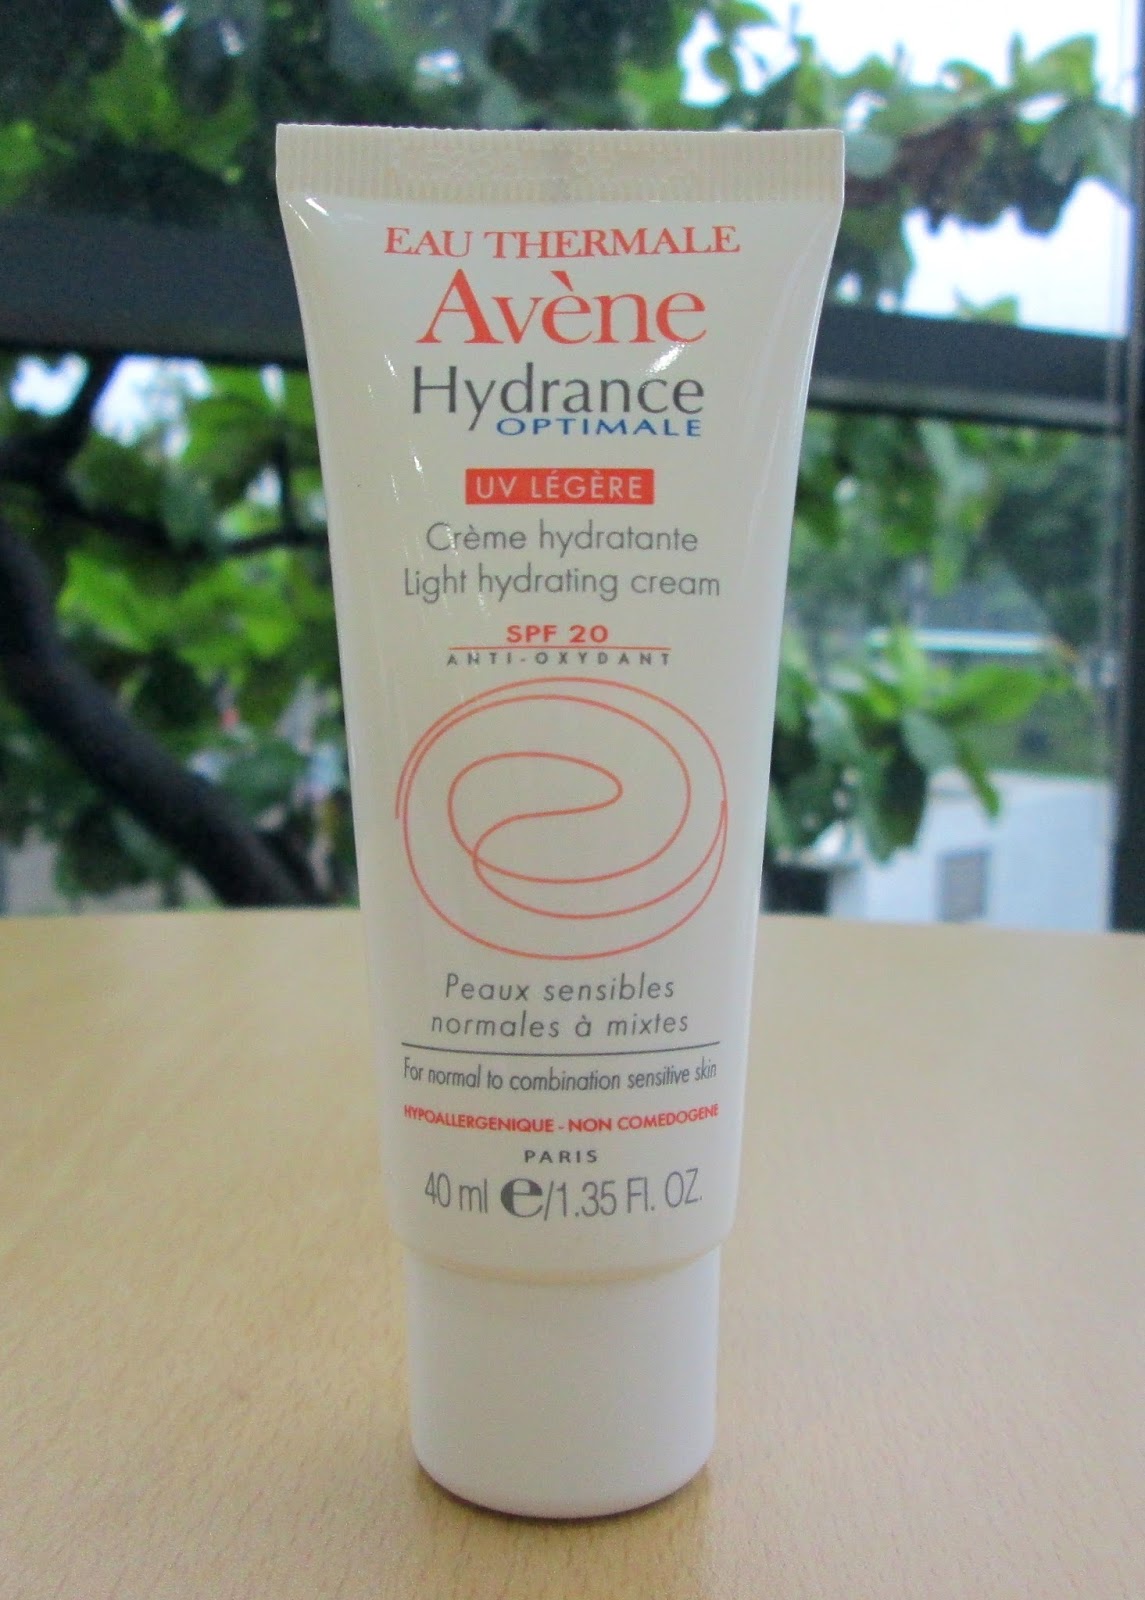 EAU THERMALE
Avène
Hydrance
OPTIMALE
UV LÉGÈRE
Crème hydratante
Light hydrating cream
SPF 20
ANTI-OXYDANT
Peaux sensibles
normales à mixtes
For normal to combination sensitive skin
HYPOALLERGENIQUE - NON COMEDOGENE
PARIS
40 ml e/1.35 Fl. OZ.